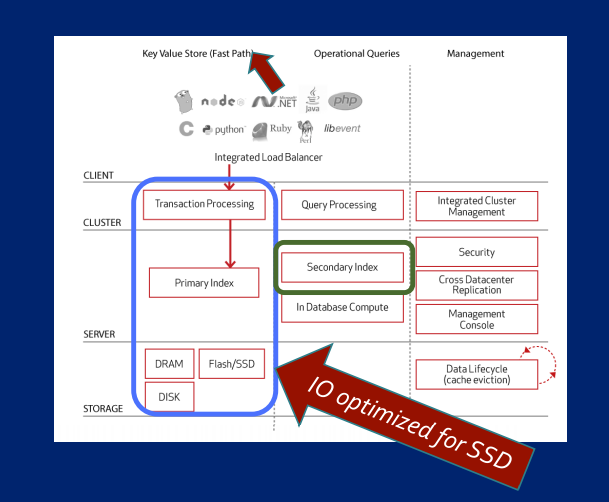 Key Value Store (Fast Path)
Operational Queries
Management
node
Microsoft
.NET
Java
php
C
python
Ruby
Perl
libevent
Integrated Load Balancer
CLIENT
Transaction Processing
Query Processing
Integrated Cluster
Management
CLUSTER
Primary Index
Secondary Index
In Database Compute
Security
Cross Datacenter
Replication
Management
Console
SERVER
DRAM
Flash/SSD
DISK
Data Lifecycle
(cache eviction)
STORAGE
IO optimized for SSD